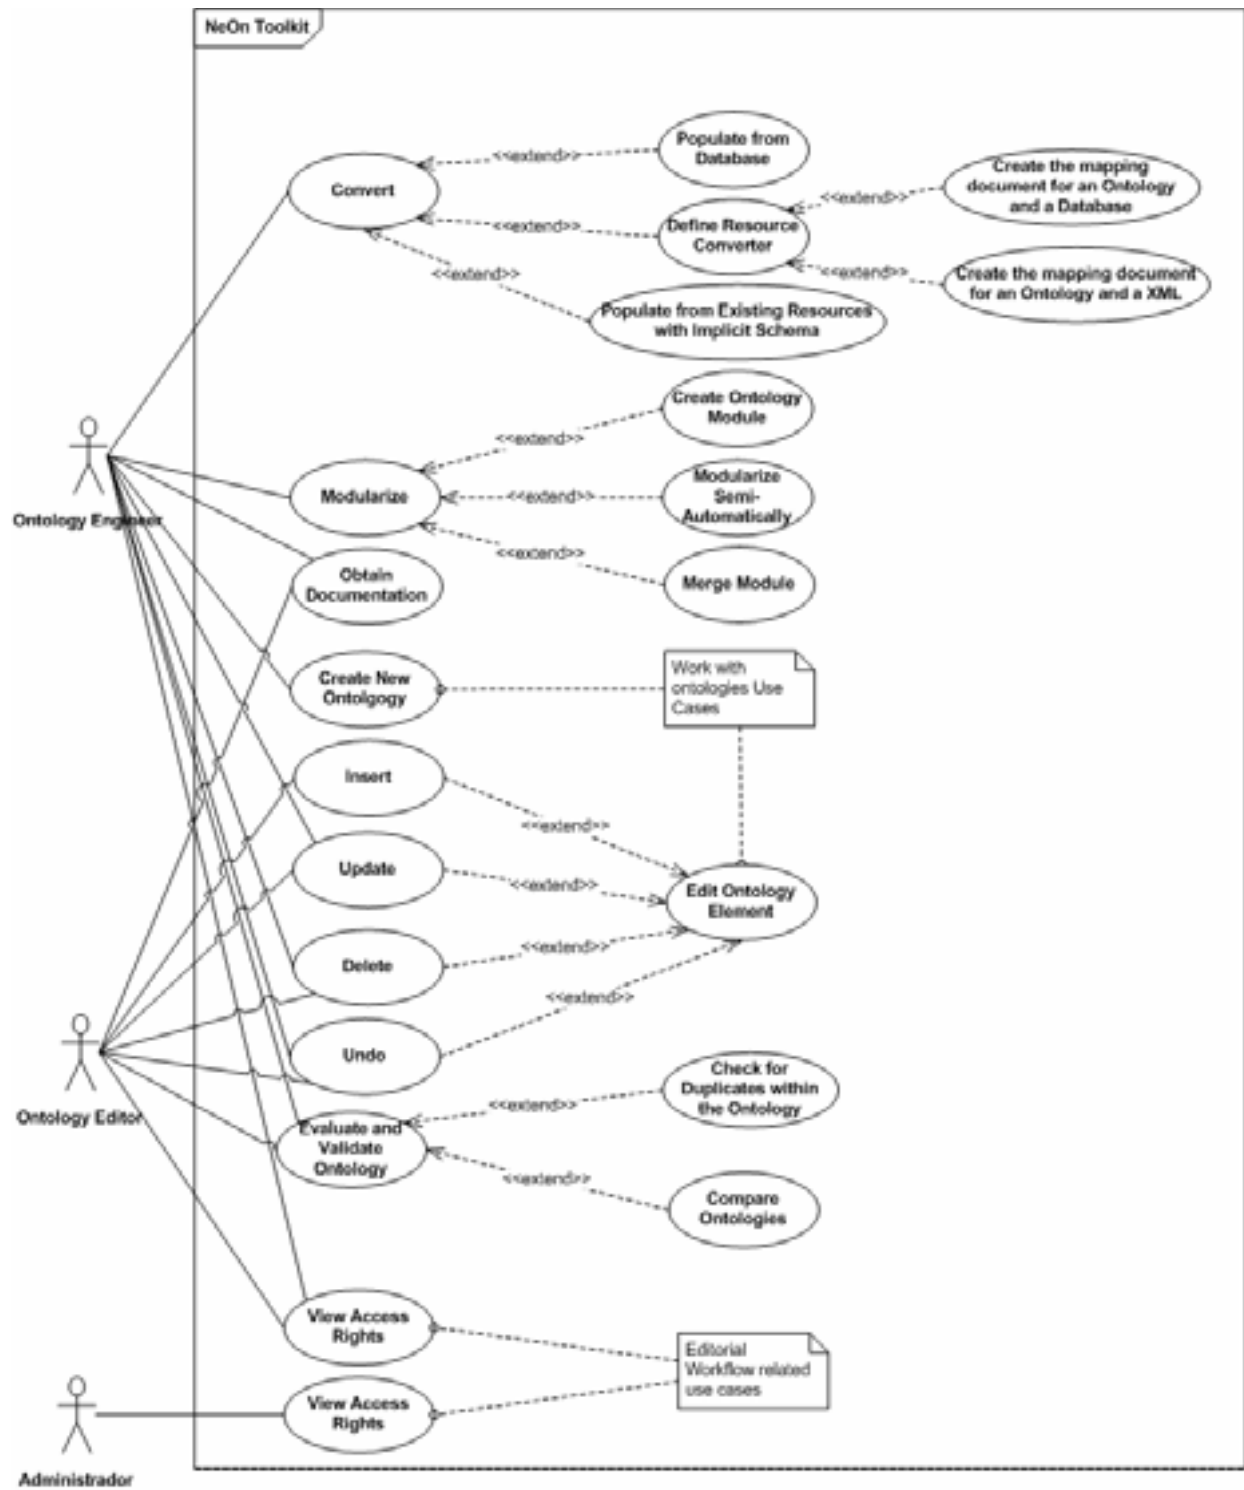 NeOn Toolkit
Populate from
Database
<<extend>>
Convert
Create the mapping
document for an Ontology
and a Database
<<extend>>
Define Resource
Converter
<<extend>>
<<extend>>
<<extend>>
Create the mapping document
for an Ontology and a XML
Populate from Existing Resources
with Implicit Schema
Create Ontology
Module
<<extend>>
Modularize
<<extend>>
Modularize
Semi-
Automatically
Ontology Engineer
<<extend>>
Merge Module
Obtain
Documentation
Create New
Ontolgogy
Work with
ontologies Use
Cases
Insert
<<extend>>
Update
<<extend>>
Edit Ontology
Element
Delete
<<extend>>
<<extend>>
Undo
Ontology Editor
Check for
Duplicates within
the Ontology
<<extend>>
Evaluate and
Validate
Ontology
<<extend>>
Compare
Ontologies
View Access
Rights
Editorial
Workflow related
use cases
View Access
Rights
Administrador